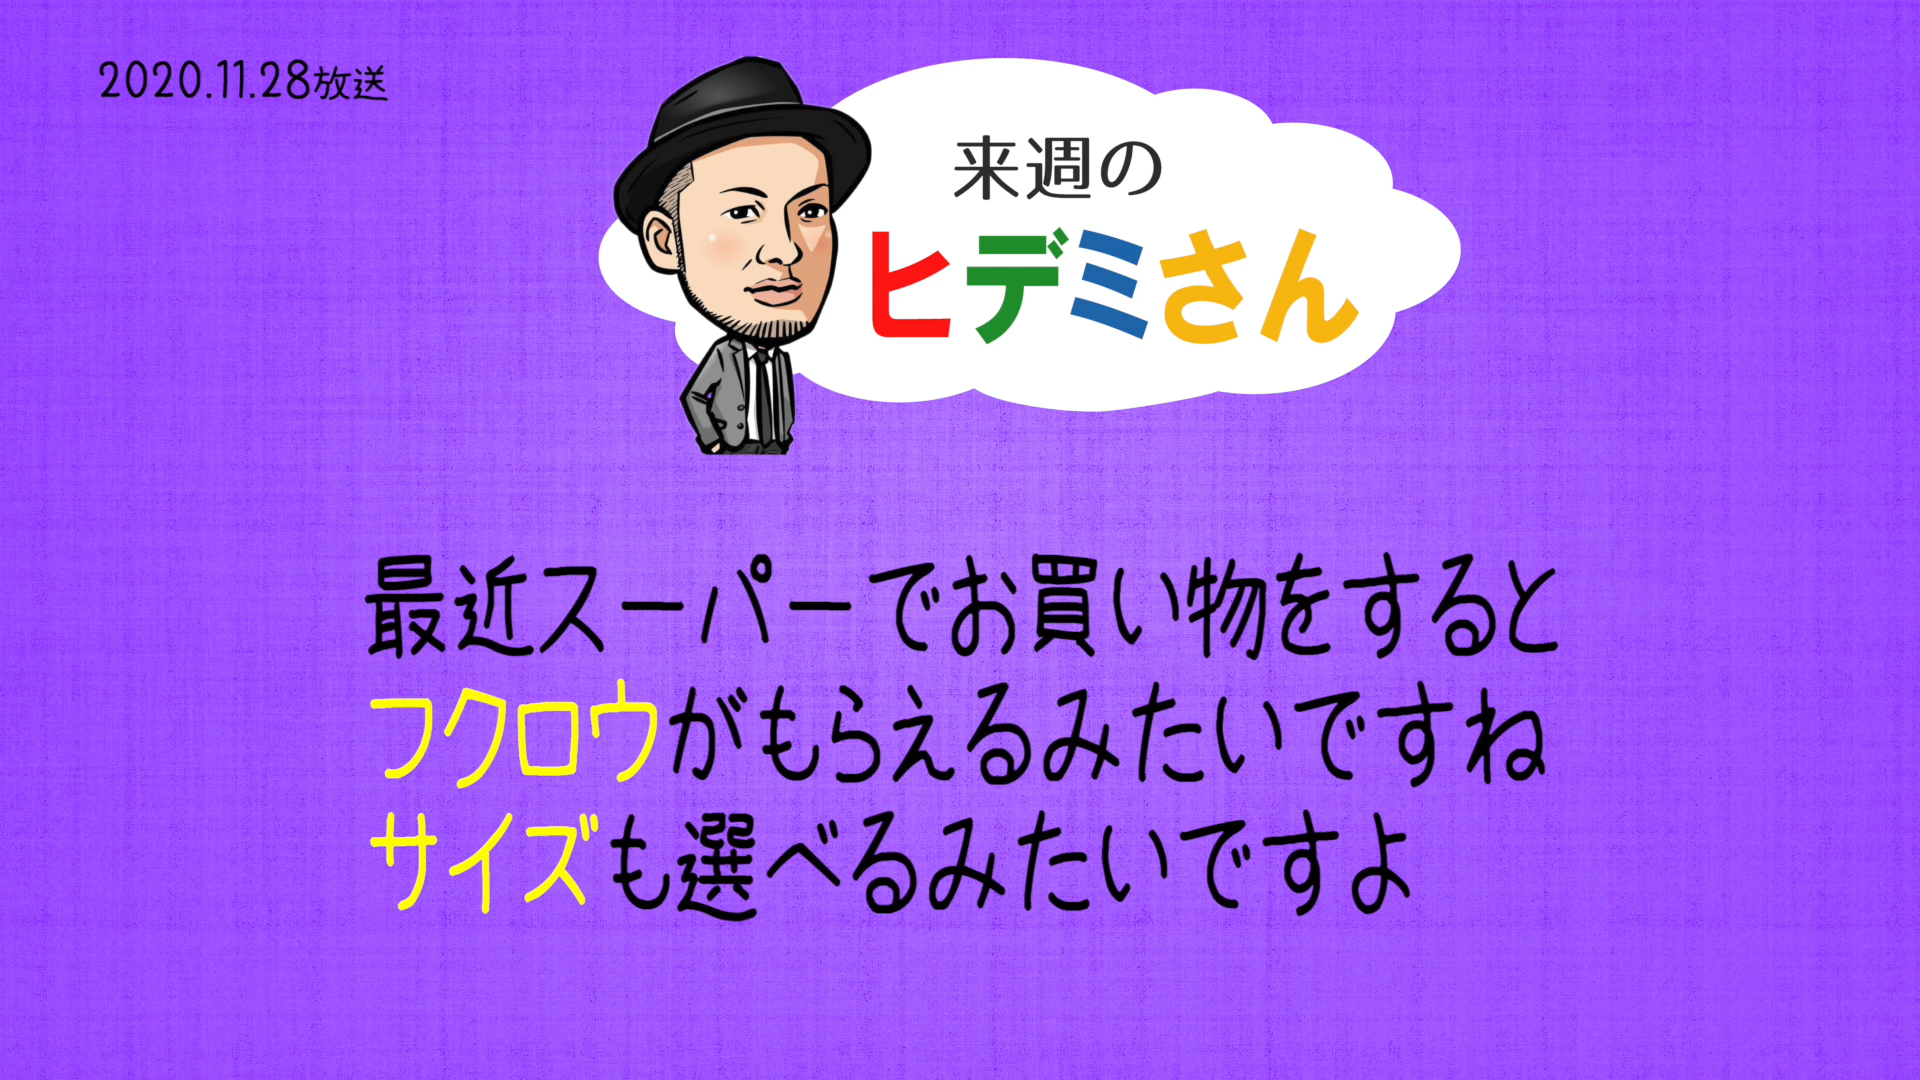 2020.11.28放送
来週の
ヒデミさん
最近スーパーでお買い物をすると
フクロウがもらえるみたいですね
サイズも選べるみたいですよ